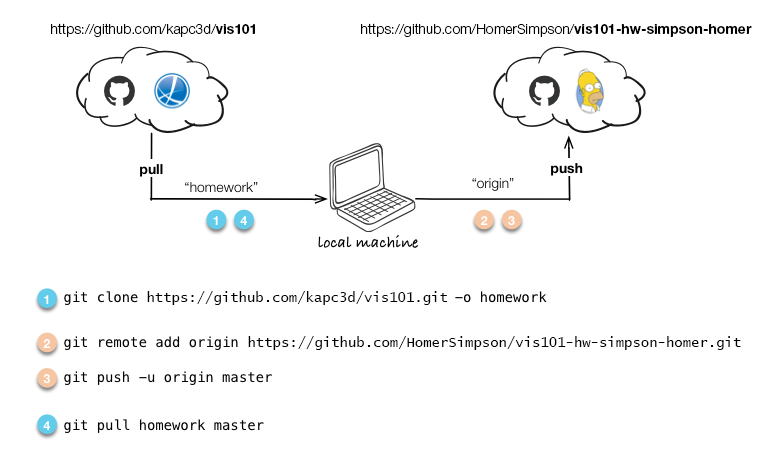 https://github.com/kapc3d/vis101
https://github.com/HomerSimpson/vis101-hw-simpson-homer
pull
push
"homework"
"origin"
1 4
2 3
local machine
1 git clone https://github.com/kapc3d/vis101.git -o homework
2 git remote add origin https://github.com/HomerSimpson/vis101-hw-simpson-homer.git
3 git push -u origin master
4 git pull homework master